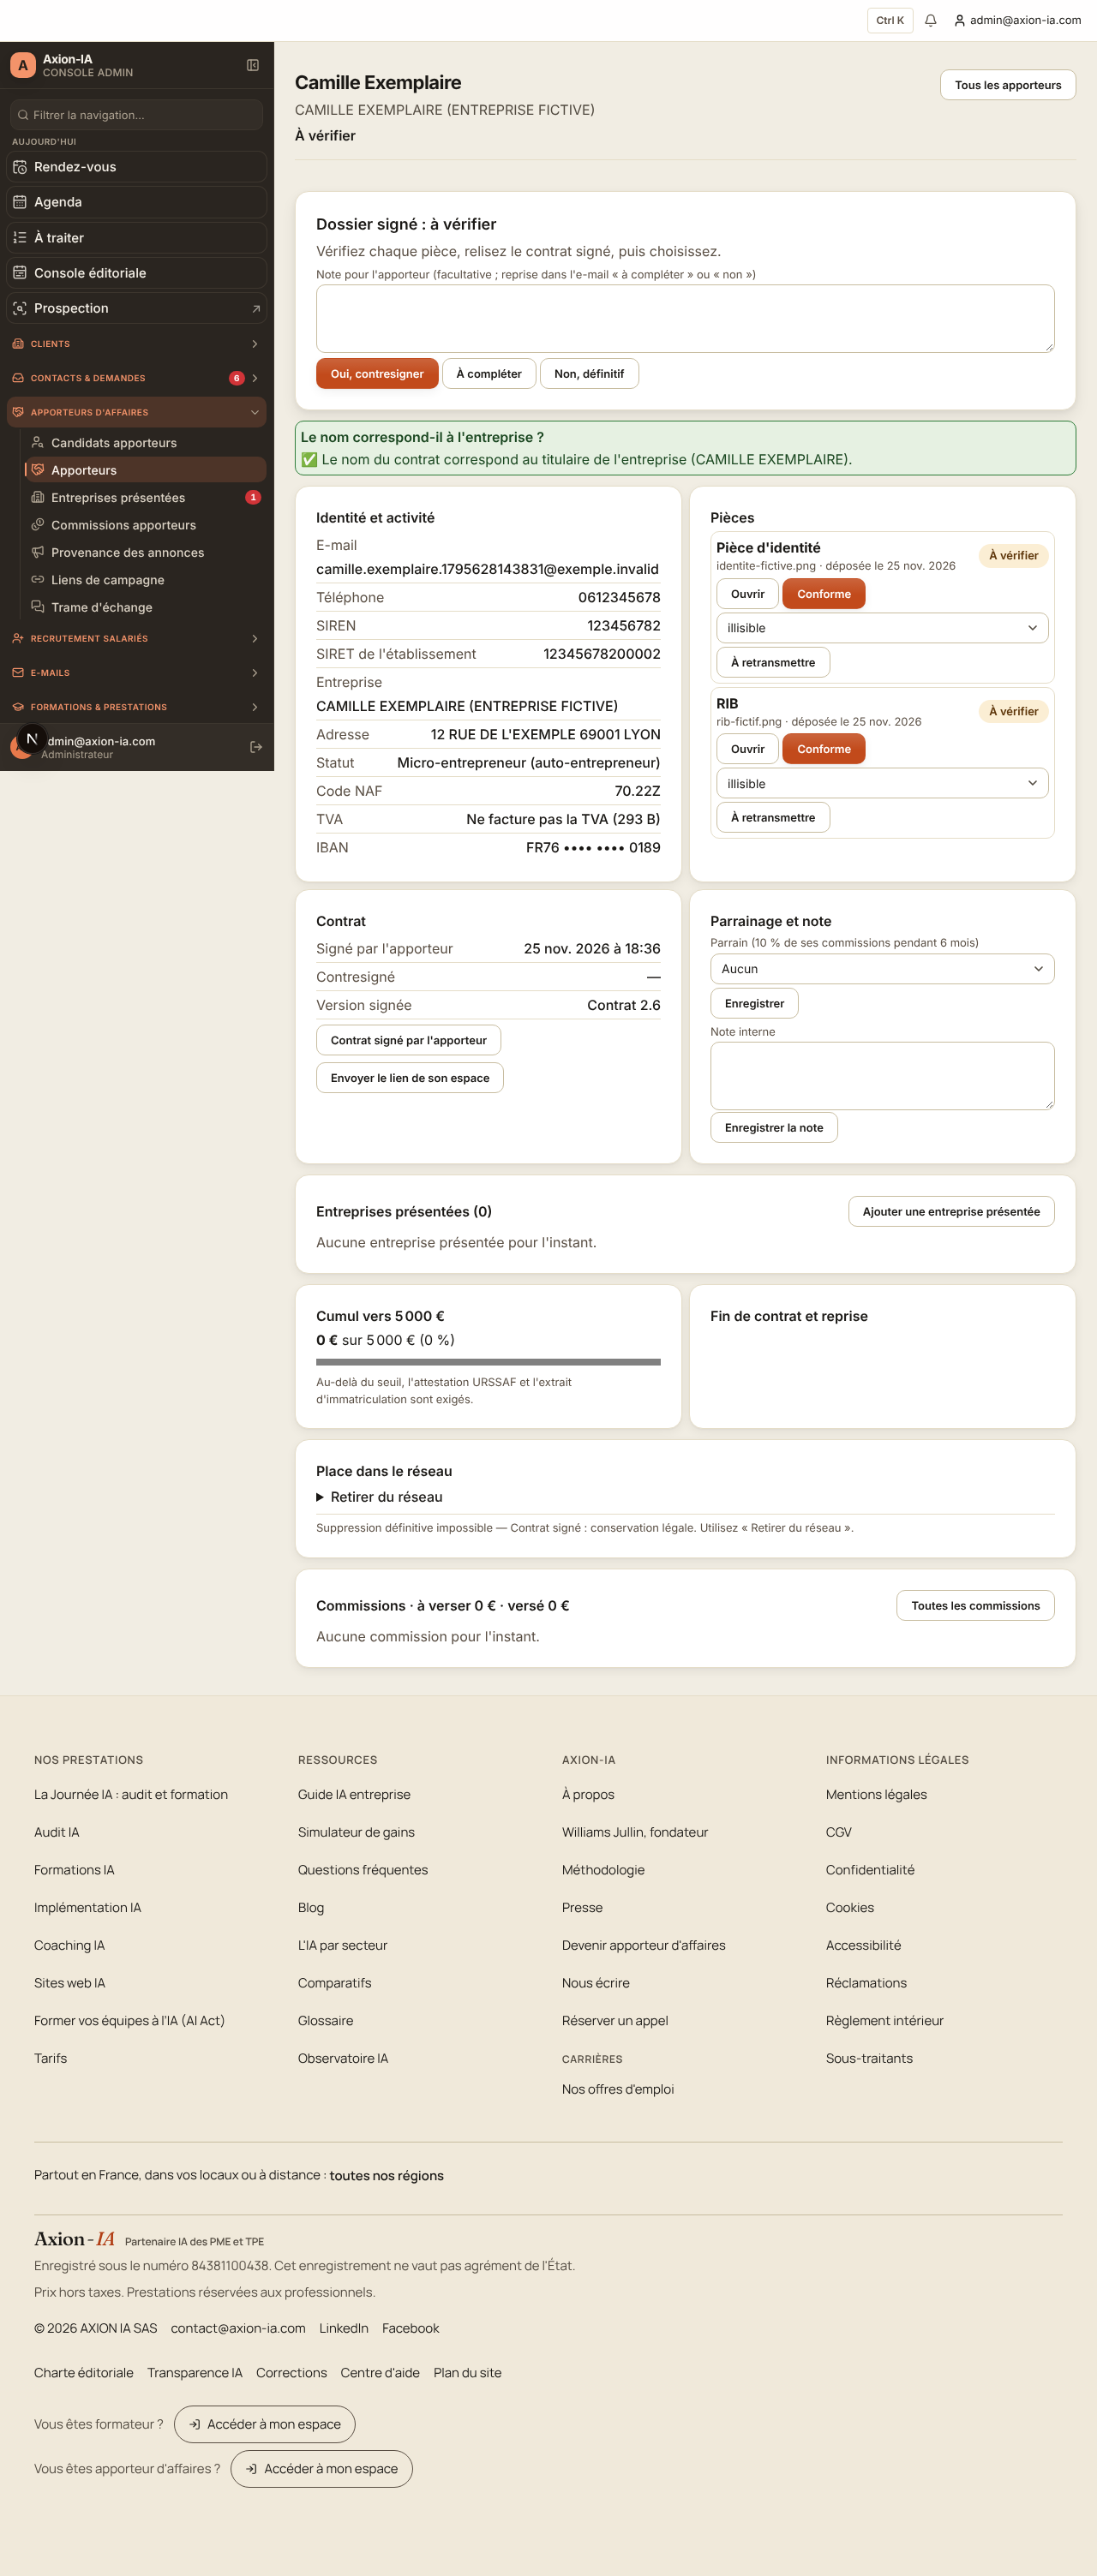 Ctrl K
admin@axion-ia.com
A
Axion-IA
CONSOLE ADMIN
Filtrer la navigation...
AUJOURD'HUI
Rendez-vous
Agenda
À traiter
Console éditoriale
Prospection
CLIENTS
CONTACTS & DEMANDES
6
APPORTEURS D'AFFAIRES
Candidats apporteurs
Apporteurs
Entreprises présentées
1
Commissions apporteurs
Provenance des annonces
Liens de campagne
Trame d'échange
RECRUTEMENT SALARIÉS
E-MAILS
FORMATIONS & PRESTATIONS
N
dmin@axion-ia.com
Administrateur
Camille Exemplaire
Tous les apporteurs
CAMILLE EXEMPLAIRE (ENTREPRISE FICTIVE)
À vérifier
Dossier signé : à vérifier
Vérifiez chaque pièce, relisez le contrat signé, puis choisissez.
Note pour l'apporteur (facultative ; reprise dans l'e-mail « à compléter » ou « non »)
Oui, contresigner
À compléter
Non, définitif
Le nom correspond-il à l'entreprise ?
✅ Le nom du contrat correspond au titulaire de l'entreprise (CAMILLE EXEMPLAIRE).
Identité et activité
E-mail
camille.exemplaire.1795628143831@exemple.invalid
Téléphone 0612345678
SIREN 123456782
SIRET de l'établissement 12345678200002
Entreprise
CAMILLE EXEMPLAIRE (ENTREPRISE FICTIVE)
Adresse 12 RUE DE L'EXEMPLE 69001 LYON
Statut Micro-entrepreneur (auto-entrepreneur)
Code NAF 70.22Z
TVA Ne facture pas la TVA (293 B)
IBAN FR76 •••• •••• 0189
Pièces
Pièce d'identité
À vérifier
identite-fictive.png · déposée le 25 nov. 2026
Ouvrir
Conforme
illisible
À retransmettre
RIB
À vérifier
rib-fictif.png · déposée le 25 nov. 2026
Ouvrir
Conforme
illisible
À retransmettre
Contrat
Signé par l'apporteur 25 nov. 2026 à 18:36
Contresigné —
Version signée Contrat 2.6
Contrat signé par l'apporteur
Envoyer le lien de son espace
Parrainage et note
Parrain (10 % de ses commissions pendant 6 mois)
Aucun
Enregistrer
Note interne
Enregistrer la note
Entreprises présentées (0)
Ajouter une entreprise présentée
Aucune entreprise présentée pour l'instant.
Cumul vers 5 000 €
0 € sur 5 000 € (0 %)
Au-delà du seuil, l'attestation URSSAF et l'extrait
d'immatriculation sont exigés.
Fin de contrat et reprise
Place dans le réseau
Retirer du réseau
Suppression définitive impossible — Contrat signé : conservation légale. Utilisez « Retirer du réseau ».
Commissions · à verser 0 € · versé 0 €
Toutes les commissions
Aucune commission pour l'instant.
NOS PRESTATIONS
La Journée IA : audit et formation
Audit IA
Formations IA
Implémentation IA
Coaching IA
Sites web IA
Former vos équipes à l'IA (AI Act)
Tarifs
RESSOURCES
Guide IA entreprise
Simulateur de gains
Questions fréquentes
Blog
L'IA par secteur
Comparatifs
Glossaire
Observatoire IA
AXION-IA
À propos
Williams Jullin, fondateur
Méthodologie
Presse
Devenir apporteur d'affaires
Nous écrire
Réserver un appel
CARRIÈRES
Nos offres d'emploi
INFORMATIONS LÉGALES
Mentions légales
CGV
Confidentialité
Cookies
Accessibilité
Réclamations
Règlement intérieur
Sous-traitants
Partout en France, dans vos locaux ou à distance : toutes nos régions
Axion-IA Partenaire IA des PME et TPE
Enregistré sous le numéro 84381100438. Cet enregistrement ne vaut pas agrément de l'État.
Prix hors taxes. Prestations réservées aux professionnels.
© 2026 AXION IA SAS contact@axion-ia.com LinkedIn Facebook
Charte éditoriale Transparence IA Corrections Centre d'aide Plan du site
Vous êtes formateur ? Accéder à mon espace
Vous êtes apporteur d'affaires ? Accéder à mon espace